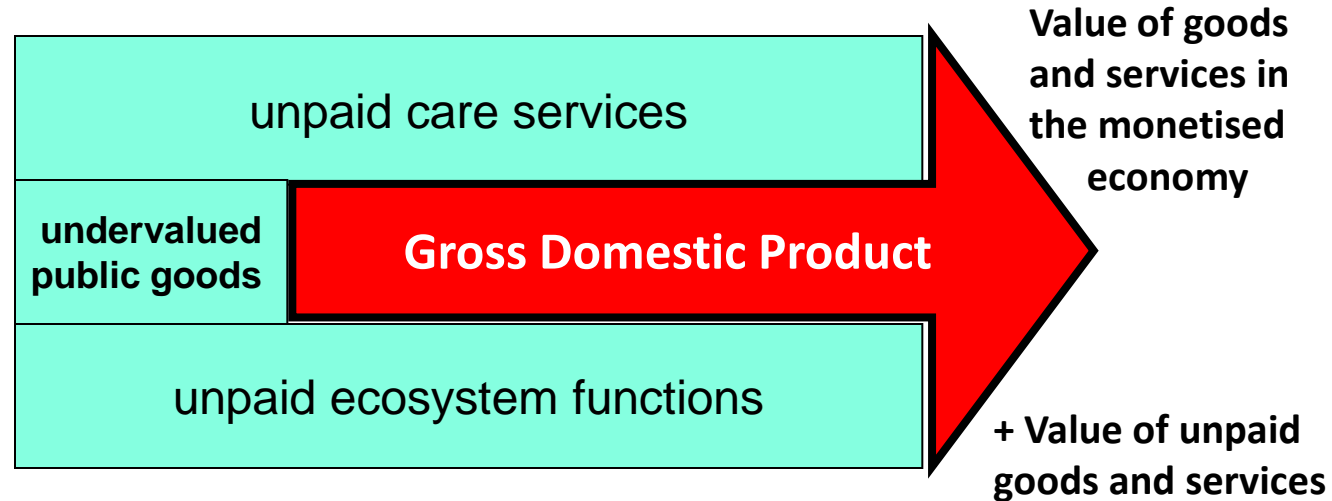 Value of goods
and services in
the monetised
economy
unpaid care services
undervalued
public goods
Gross Domestic Product
unpaid ecosystem functions
+ Value of unpaid
goods and services